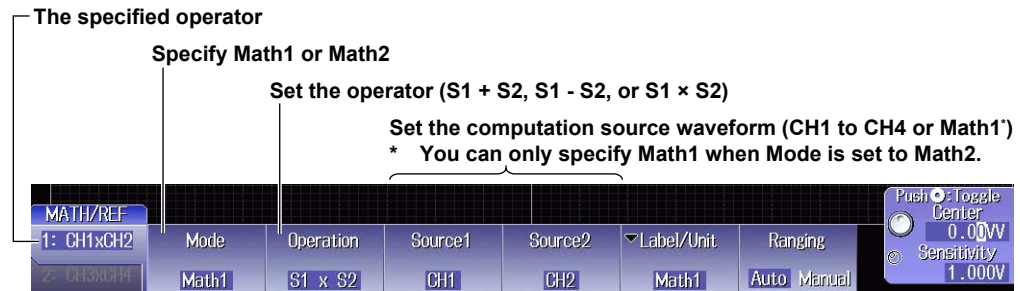 The specified operator
Specify Math1 or Math2
Set the operator (S1 + S2, S1 - S2, or S1 × S2)
Set the computation source waveform (CH1 to CH4 or Math1*)
* You can only specify Math1 when Mode is set to Math2.
MATH/REF
1: CH1xCH2
2: CH3xCH4
Mode
Math1
Operation
S1 x S2
Source1
CH1
Source2
CH2
Label/Unit
Math1
Ranging
Auto Manual
Push :Toggle
Center
0.00VV
Sensitivity
1.000V